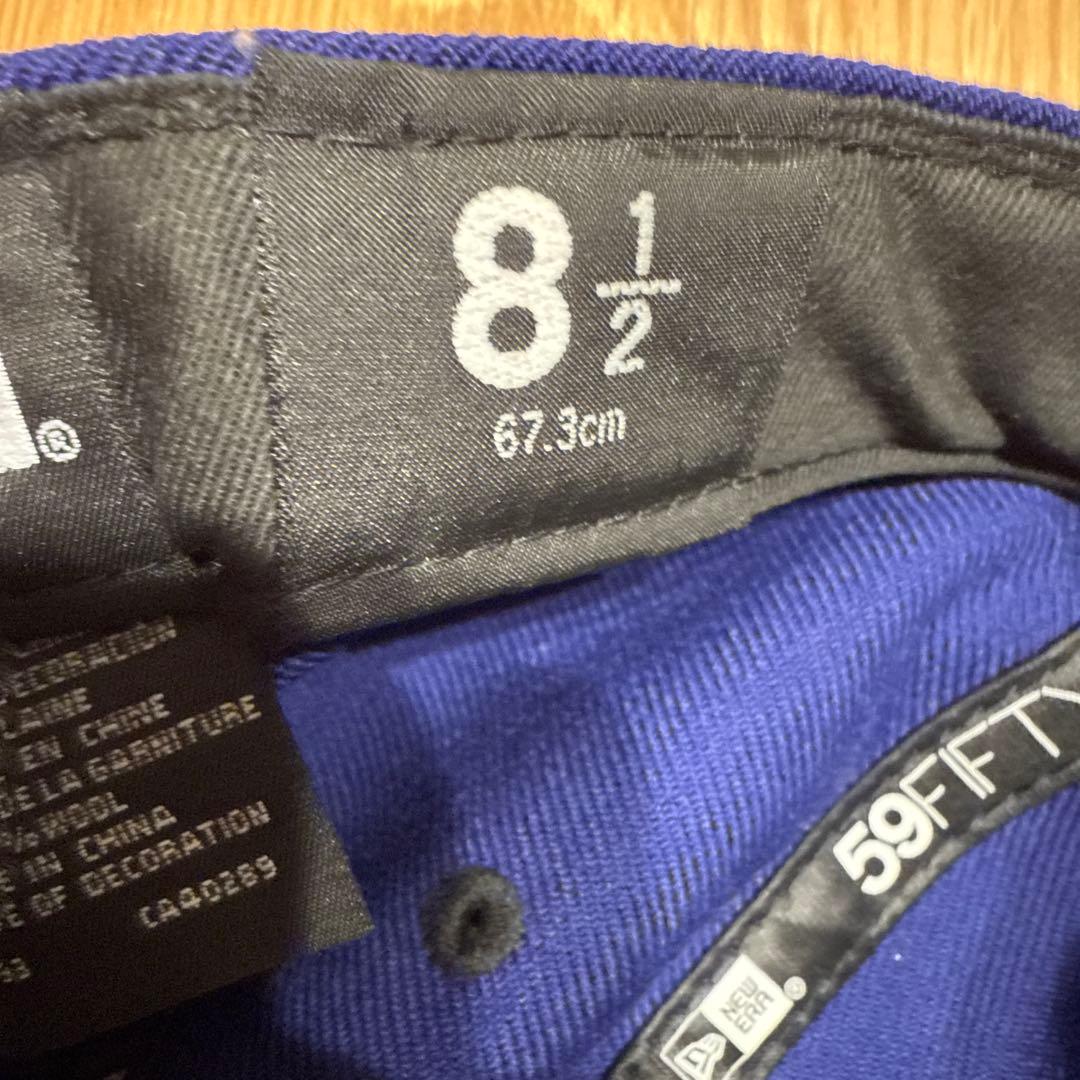 8 1/2
67.3cm
®
LAINE
EN CHINE
DE LA GARNITURE
WOOL
IN CHINA
OF DECORATION
CA40289
59FIFTY
NEW
ERA
®